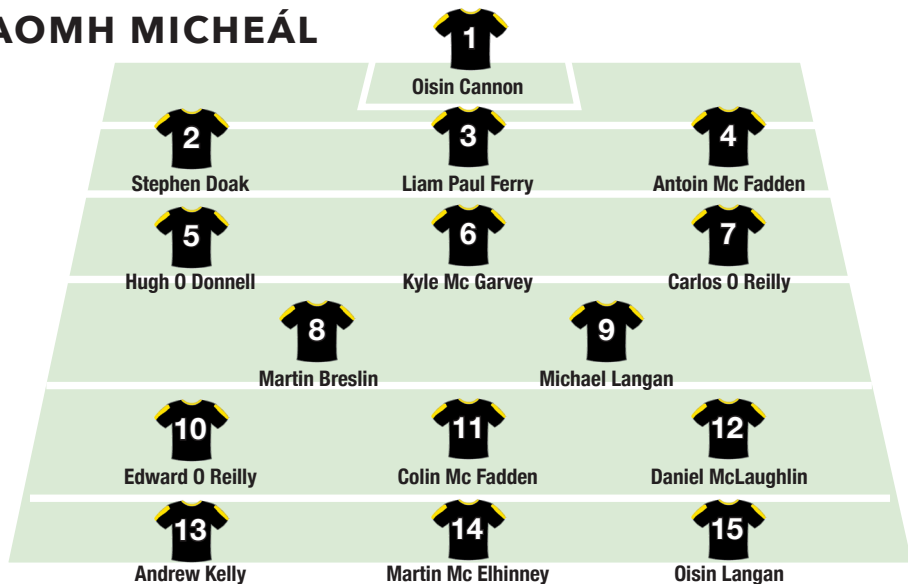 AOMH MICHEÁL
1
Oisin Cannon
2 3 4
Stephen Doak Liam Paul Ferry Antoin Mc Fadden
5 6 7
Hugh O Donnell Kyle Mc Garvey Carlos O Reilly
8 9
Martin Breslin Michael Langan
10 11 12
Edward O Reilly Colin Mc Fadden Daniel McLaughlin
13 14 15
Andrew Kelly Martin Mc Elhinney Oisin Langan